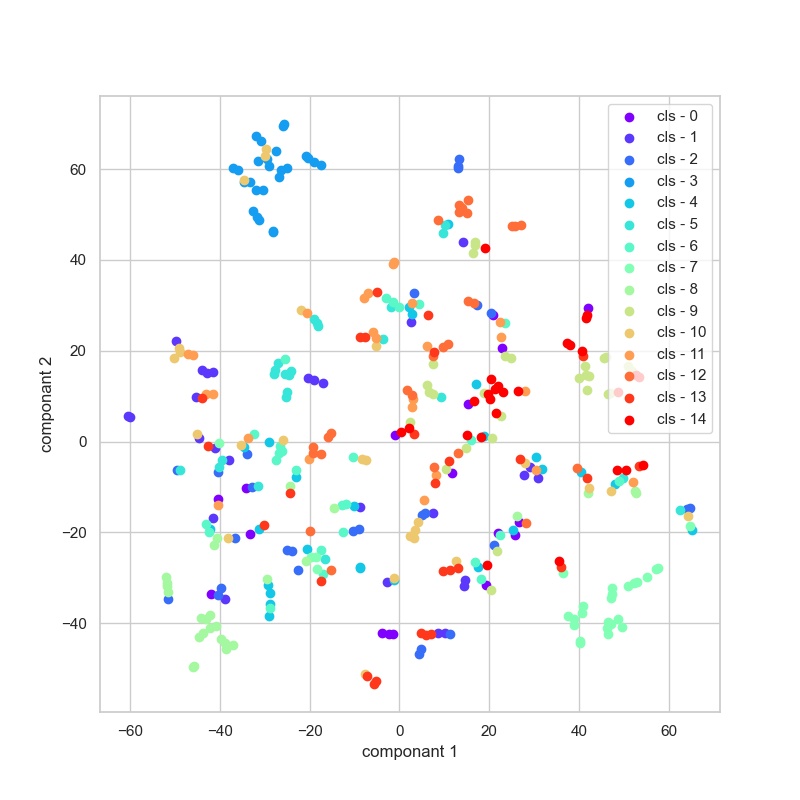 cls - 0
cls - 1
cls - 2
cls - 3
cls - 4
cls - 5
cls - 6
cls - 7
cls - 8
cls - 9
cls - 10
cls - 11
cls - 12
cls - 13
cls - 14
60
40
20
0
−20
−40
componant 2
−60 −40 −20 0 20 40 60
componant 1